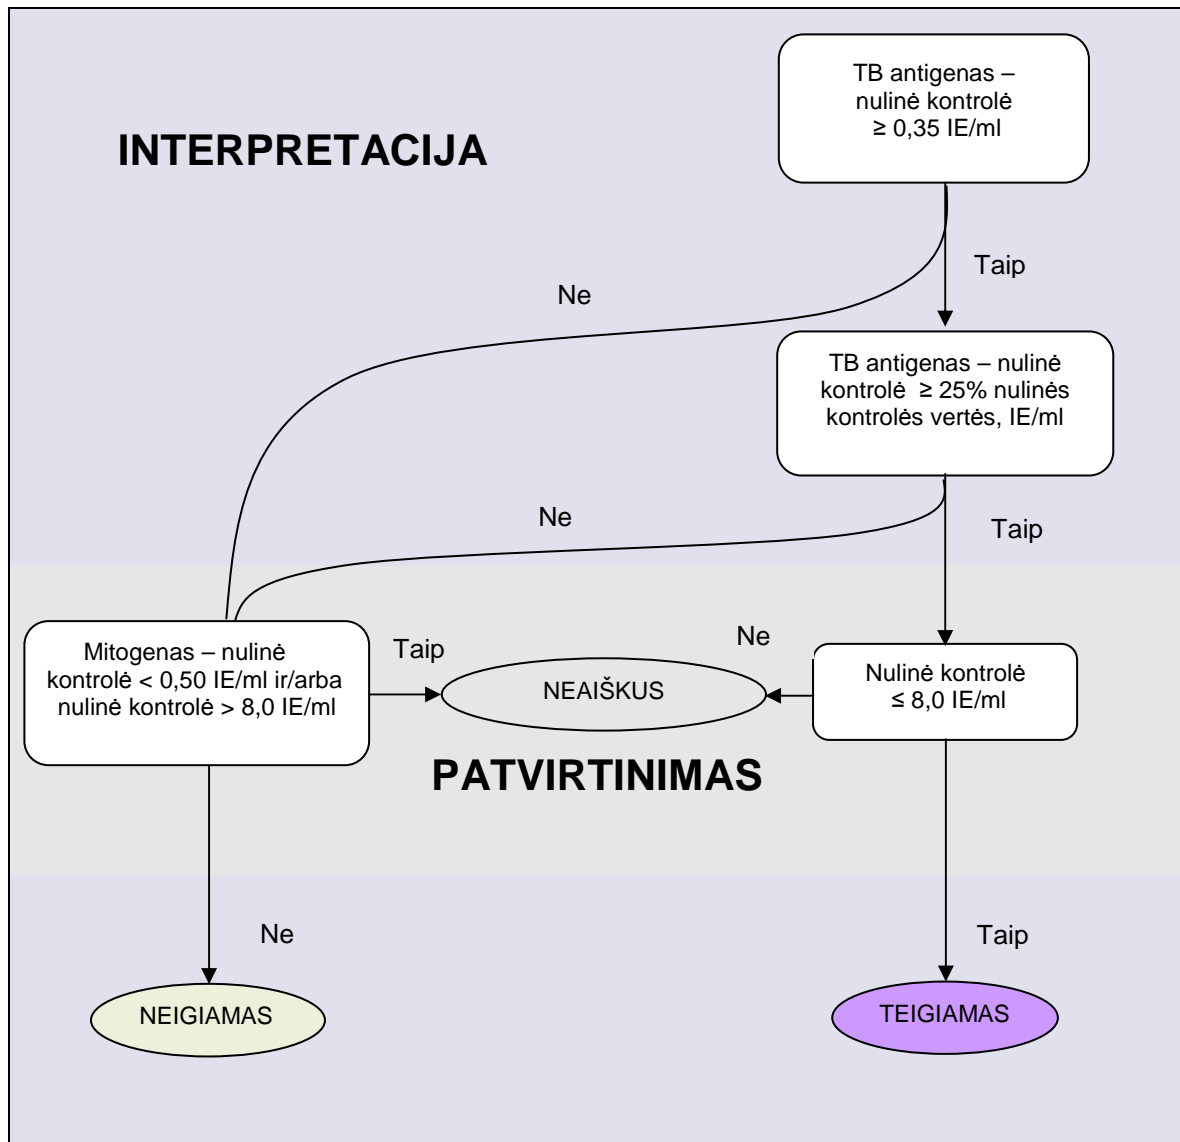 TB antigenas –
nulinė kontrolė
≥ 0,35 IE/ml
INTERPRETACIJA
Taip
Ne
TB antigenas – nulinė
kontrolė ≥ 25% nulinės
kontrolės vertės, IE/ml
Ne
Taip
Mitogenas – nulinė
kontrolė < 0,50 IE/ml ir/arba
nulinė kontrolė > 8,0 IE/ml
Taip
NEAIŠKUS
Ne
Nulinė kontrolė
≤ 8,0 IE/ml
PATVIRTINIMAS
Ne
Taip
NEIGIAMAS
TEIGIAMAS